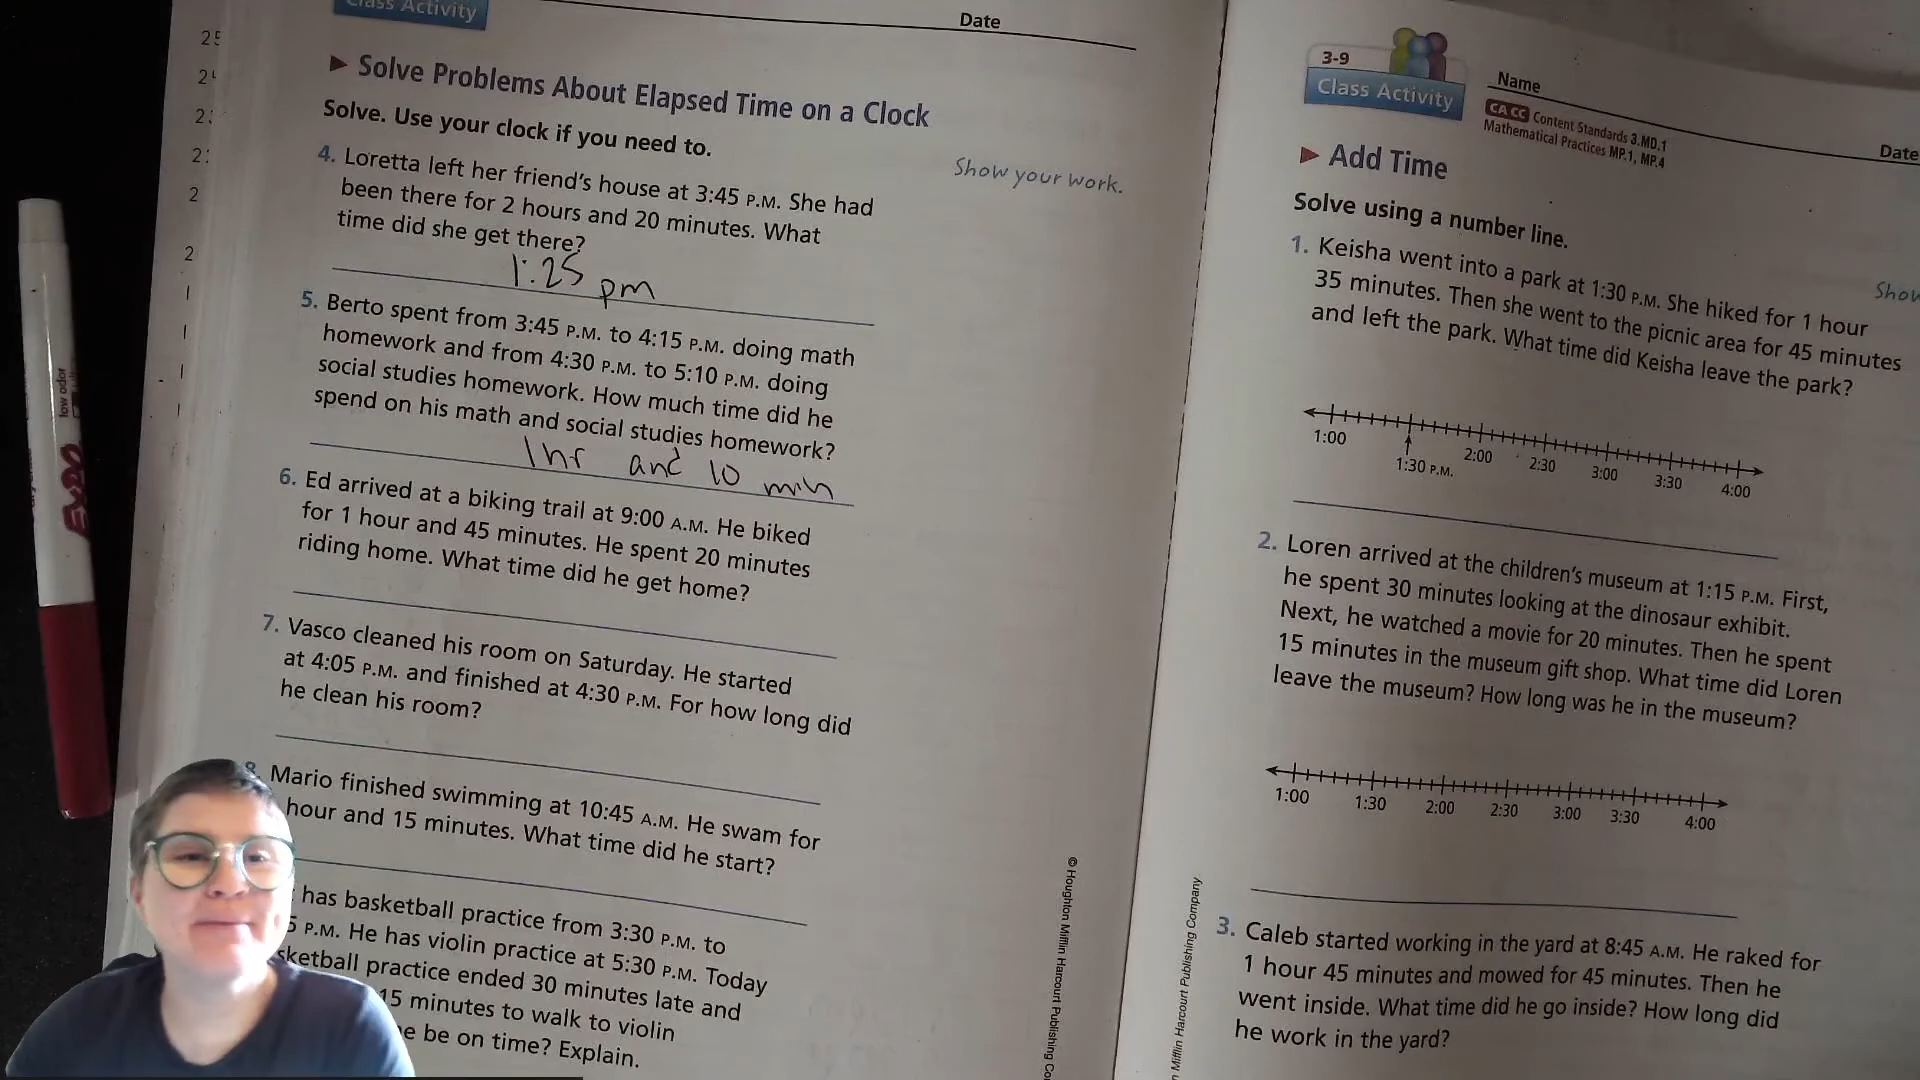 Class Activity
Date
Solve Problems About Elapsed Time on a Clock
Solve. Use your clock if you need to.
Show your work.
4. Loretta left her friend's house at 3:45 P.M. She had
been there for 2 hours and 20 minutes. What
time did she get there?
1:25 pm
5. Berto spent from 3:45 P.M. to 4:15 P.M. doing math
homework and from 4:30 P.M. to 5:10 P.M. doing
social studies homework. How much time did he
spend on his math and social studies homework?
1hr and 10 min
6. Ed arrived at a biking trail at 9:00 A.M. He biked
for 1 hour and 45 minutes. He spent 20 minutes
riding home. What time did he get home?
7. Vasco cleaned his room on Saturday. He started
at 4:05 P.M. and finished at 4:30 P.M. For how long did
he clean his room?
8. Mario finished swimming at 10:45 A.M. He swam for
hour and 15 minutes. What time did he start?
has basketball practice from 3:30 P.M. to
5 P.M. He has violin practice at 5:30 P.M. Today
sketball practice ended 30 minutes late and
15 minutes to walk to violin
e be on time? Explain.
© Houghton Mifflin Harcourt Publishing Co
3-9
Class Activity
Name
Date
CA CC Content Standards 3.MD.1
Mathematical Practices MP.1, MP.4
Add Time
Solve using a number line.
Show
1. Keisha went into a park at 1:30 P.M. She hiked for 1 hour
35 minutes. Then she went to the picnic area for 45 minutes
and left the park. What time did Keisha leave the park?
1:00 1:30 P.M. 2:00 2:30 3:00 3:30 4:00
2. Loren arrived at the children's museum at 1:15 P.M. First,
he spent 30 minutes looking at the dinosaur exhibit.
Next, he watched a movie for 20 minutes. Then he spent
15 minutes in the museum gift shop. What time did Loren
leave the museum? How long was he in the museum?
1:00 1:30 2:00 2:30 3:00 3:30 4:00
3. Caleb started working in the yard at 8:45 A.M. He raked for
1 hour 45 minutes and mowed for 45 minutes. Then he
went inside. What time did he go inside? How long did
he work in the yard?
Mifflin Harcourt Publishing Company
EXPO
low odor